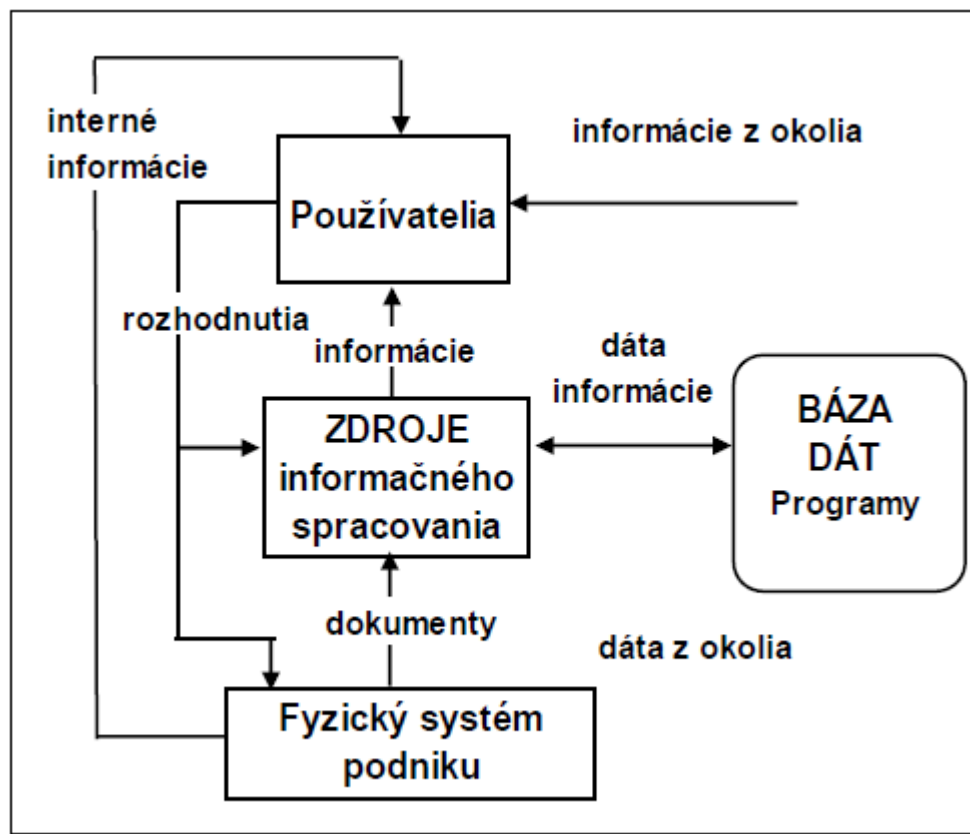 interné
informácie
informácie z okolia
Používatelia
rozhodnutia
informácie
dáta
informácie
ZDROJE
informačného
spracovania
BÁZA
DÁT
Programy
dokumenty
dáta z okolia
Fyzický systém
podniku